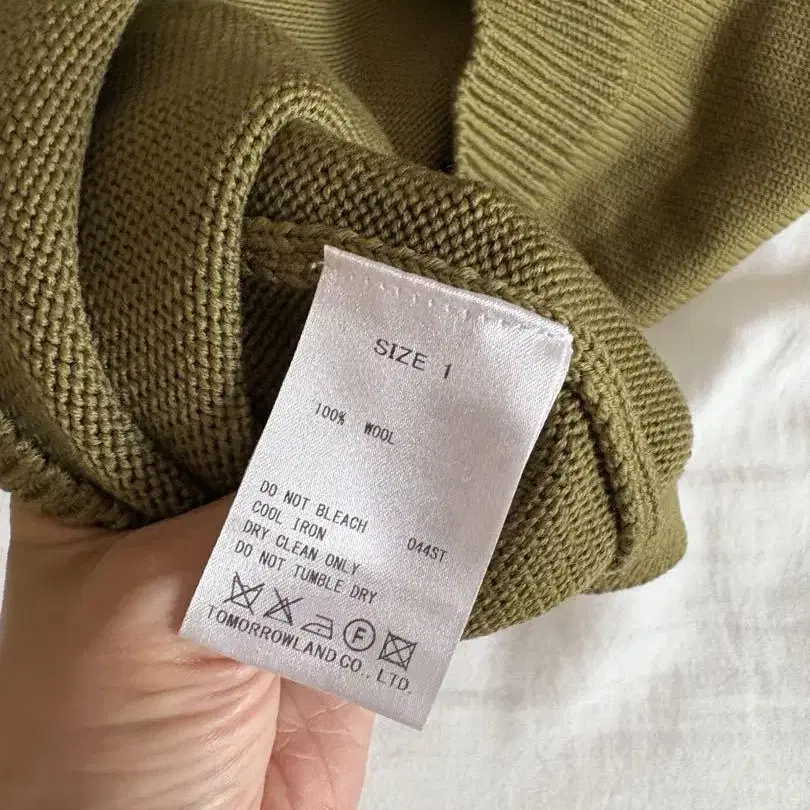 SIZE 1
100% WOOL
DO NOT BLEACH
COOL IRON
DRY CLEAN ONLY 044ST
DO NOT TUMBLE DRY
F
TOMORROWLAND CO., LTD.